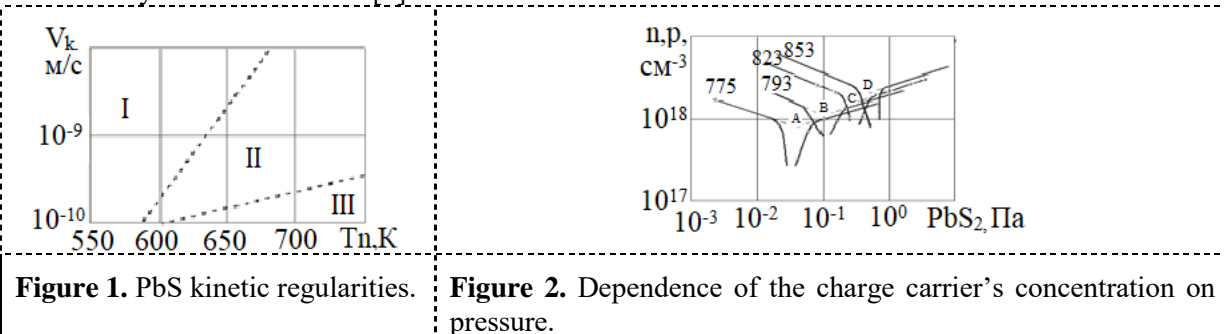 Vk
м/с
I
10-9
II
III
10-10
550 600 650 700 Tn,К
n,p,
см-3
853
823
793
775
D
C
B
A
1018
1017
10-3 10-2 10-1 100 PbS2, Па
Figure 1. PbS kinetic regularities.
Figure 2. Dependence of the charge carrier’s concentration on
pressure.